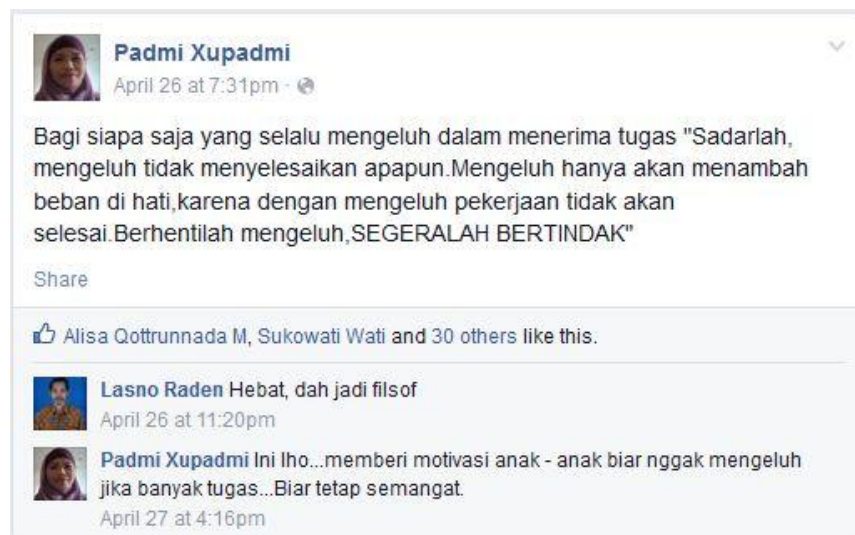 Padmi Xupadmi
April 26 at 7:31pm ·
Bagi siapa saja yang selalu mengeluh dalam menerima tugas "Sadarlah,
mengeluh tidak menyelesaikan apapun.Mengeluh hanya akan menambah
beban di hati,karena dengan mengeluh pekerjaan tidak akan
selesai.Berhentilah mengeluh,SEGERALAH BERTINDAK"
Share
Alisa Qottrunnada M, Sukowati Wati and 30 others like this.
Lasno Raden Hebat, dah jadi filsof
April 26 at 11:20pm
Padmi Xupadmi Ini lho...memberi motivasi anak - anak biar nggak mengeluh
jika banyak tugas...Biar tetap semangat.
April 27 at 4:16pm